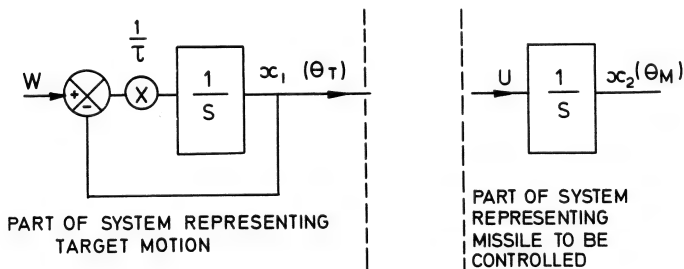 1
τ
W
+
-
X
1
S
x₁ (θT)
PART OF SYSTEM REPRESENTING
TARGET MOTION
U
1
S
x₂(θM)
PART OF SYSTEM
REPRESENTING
MISSILE TO BE
CONTROLLED